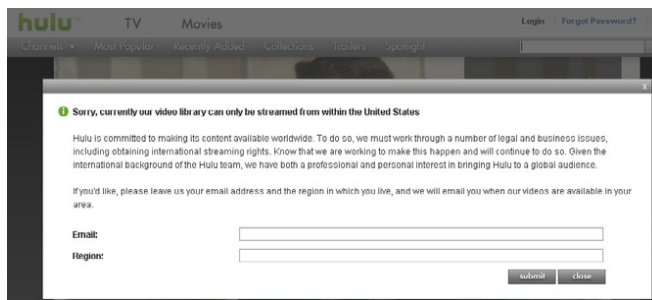 hulu TV Movies Login Forgot Password?
Channels Most Popular Recently Added Collections Trailers Spotlight
x
Sorry, currently our video library can only be streamed from within the United States
Hulu is committed to making its content available worldwide. To do so, we must work through a number of legal and business issues,
including obtaining international streaming rights. Know that we are working to make this happen and will continue to do so. Given the
international background of the Hulu team, we have both a professional and personal interest in bringing Hulu to a global audience.
If you'd like, please leave us your email address and the region in which you live, and we will email you when our videos are available in your
area.
Email:
Region:
submit close